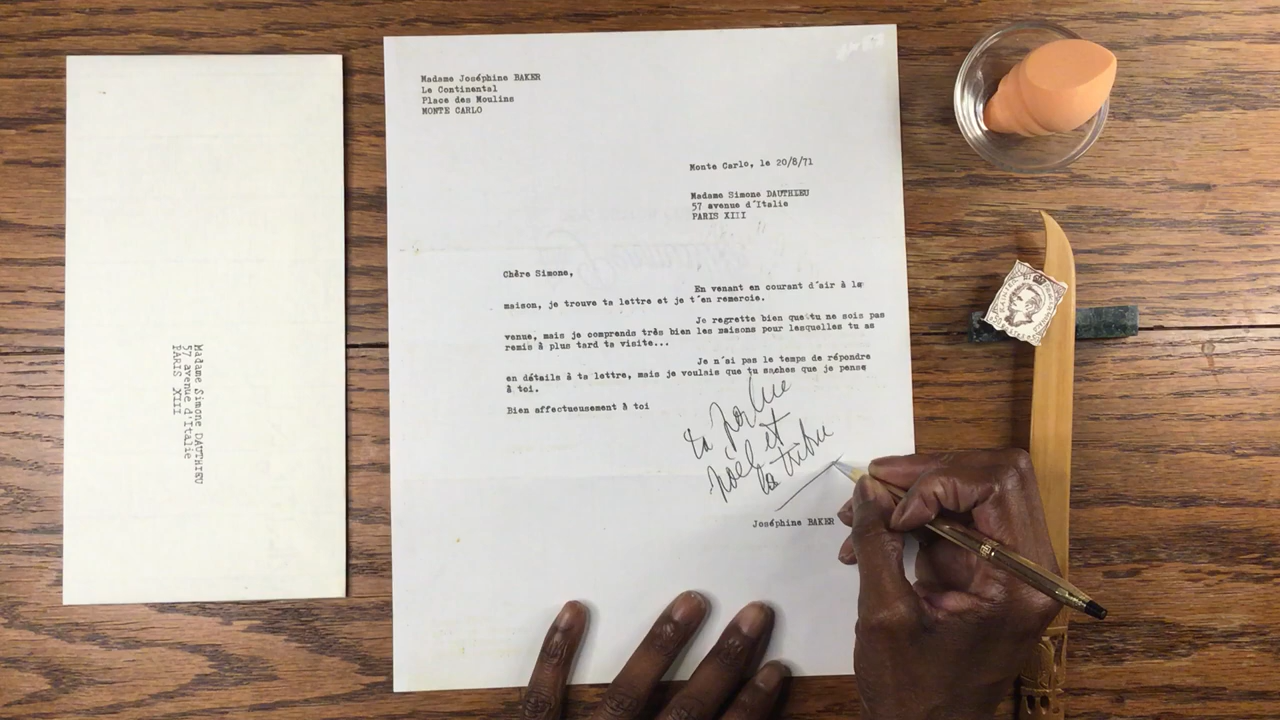 Madame Joséphine BAKER
Le Continental
Place des Moulins
MONTE CARLO
Monte Carlo, le 20/8/71
Madame Simone DAUTHIEU
57 avenue d'Italie
PARIS XIII
Chère Simone,
En venant en courant d'air à la
maison, je trouve ta lettre et je t'en remercie.
Je regrette bien que tu ne sois pas
venue, mais je comprends très bien les maisons pour lesquelles tu as
remis à plus tard ta visite...
Je n'ai pas le temps de répondre
en détails à ta lettre, mais je voulais que tu saches que je pense
à toi.
Bien affectueusement à toi
et
la tribu
Joséphine BAKER
Madame Simone DAUTHIEU
57 avenue d'Italie
PARIS XIII